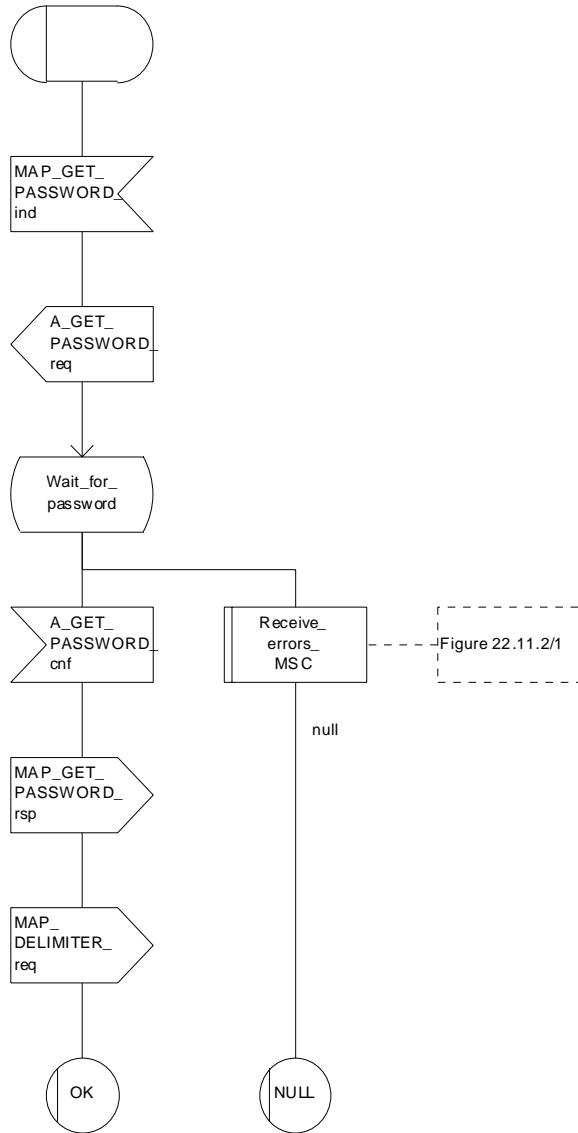 MAP_GET_
PASSWORD_
ind
A_GET_
PASSWORD_
req
Wait_for_
password
A_GET_
PASSWORD_
cnf
Receive_
errors_
MSC
Figure 22.11.2/1
null
MAP_GET_
PASSWORD_
rsp
MAP_
DELIMITER_
req
OK
NULL